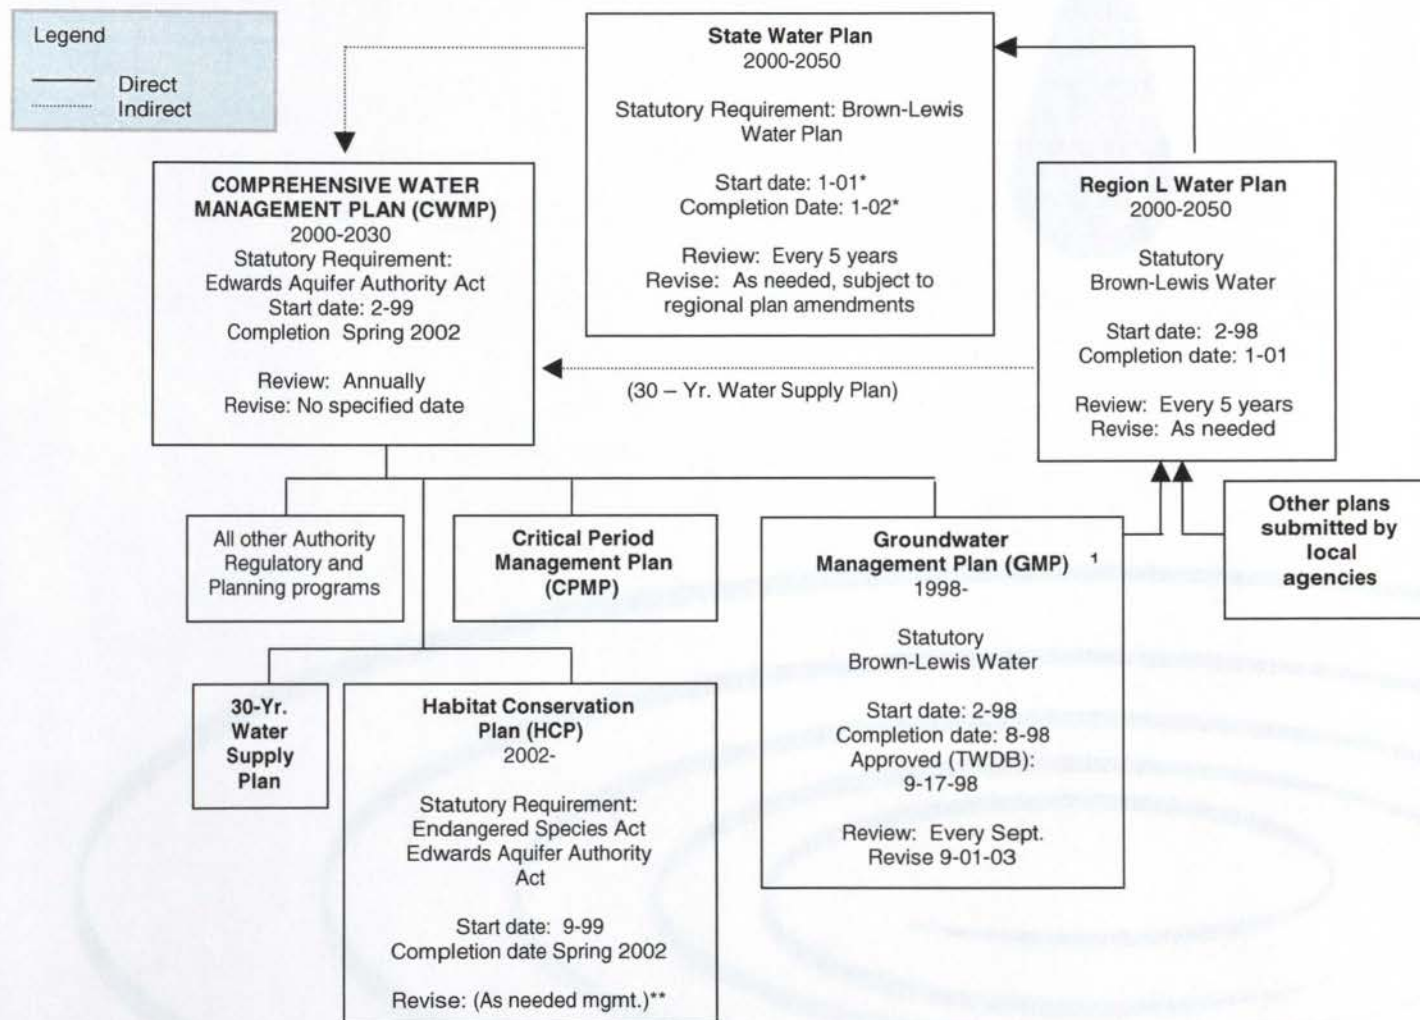 Legend
Direct
Indirect
State Water Plan
2000-2050
Statutory Requirement: Brown-Lewis
Water Plan
Start date: 1-01*
Completion Date: 1-02*
Review: Every 5 years
Revise: As needed, subject to
regional plan amendments
COMPREHENSIVE WATER
MANAGEMENT PLAN (CWMP)
2000-2030
Statutory Requirement:
Edwards Aquifer Authority Act
Start date: 2-99
Completion Spring 2002
Review: Annually
Revise: No specified date
Region L Water Plan
2000-2050
Statutory
Brown-Lewis Water
Start date: 2-98
Completion date: 1-01
Review: Every 5 years
Revise: As needed
(30 – Yr. Water Supply Plan)
All other Authority
Regulatory and
Planning programs
Critical Period
Management Plan
(CPMP)
Groundwater
Management Plan (GMP) 1
1998-
Statutory
Brown-Lewis Water
Start date: 2-98
Completion date: 8-98
Approved (TWDB):
9-17-98
Review: Every Sept.
Revise 9-01-03
Other plans
submitted by
local
agencies
30-Yr.
Water
Supply
Plan
Habitat Conservation
Plan (HCP)
2002-
Statutory Requirement:
Endangered Species Act
Edwards Aquifer Authority
Act
Start date: 9-99
Completion date Spring 2002
Revise: (As needed mgmt.)**